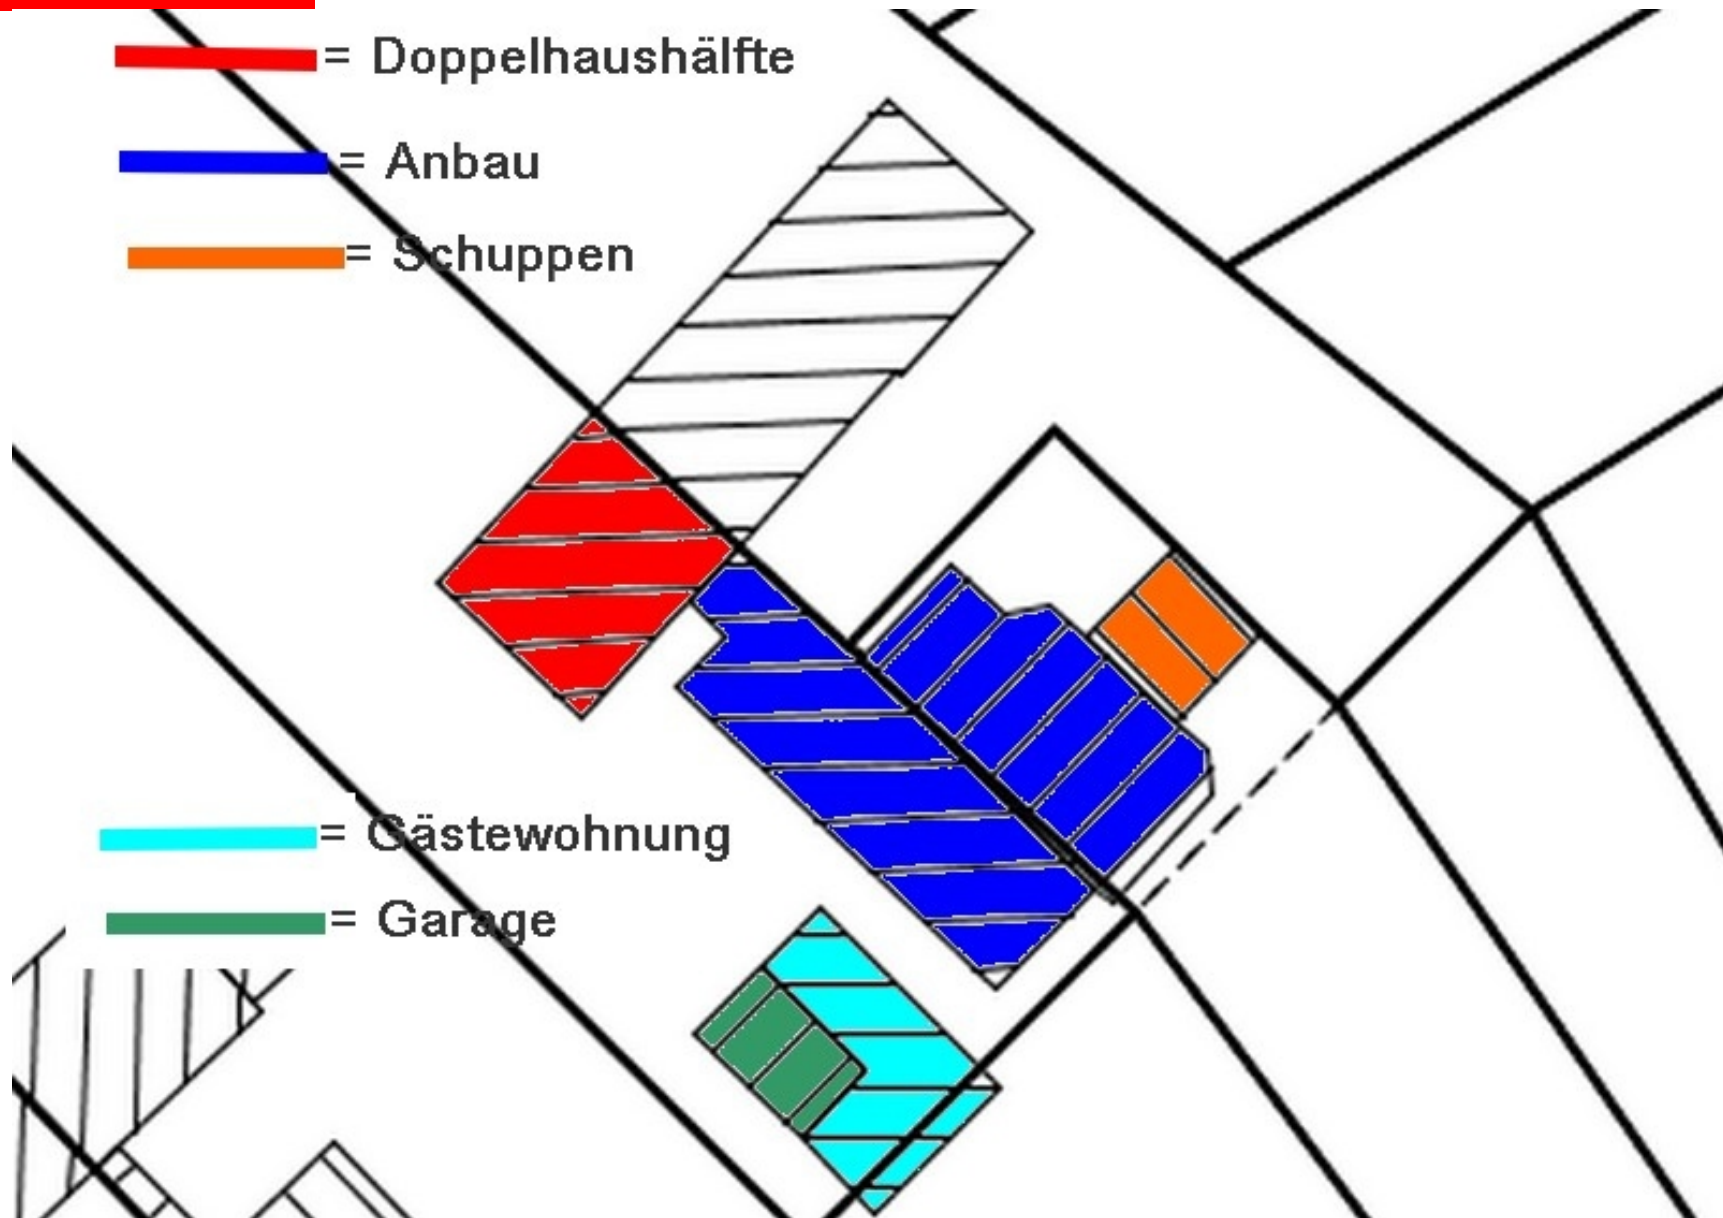 = Doppelhaushälfte
= Anbau
= Schuppen
= Gästewohnung
= Garage